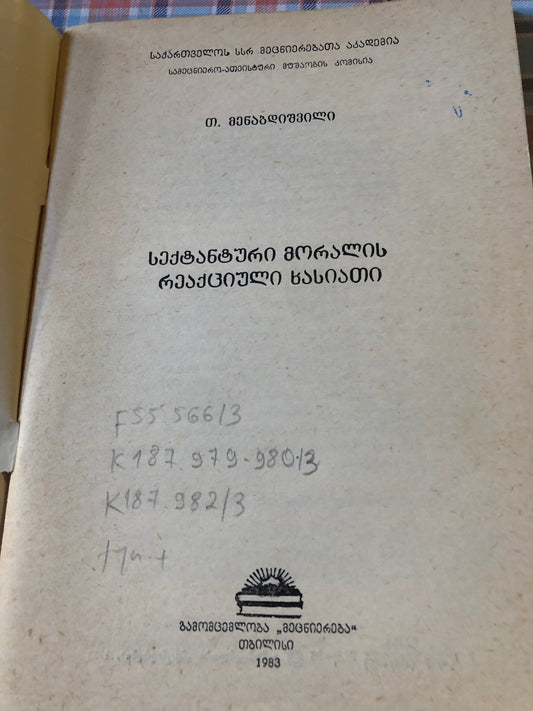 საქართველოს სსრ მეცნიერებათა აკადემია
სამეცნიერო-ათეისტური მუშაობის კომისია
თ. მენაბდიშვილი
სექტანტური მორალის
რეაქციული ხასიათი
F55.566/3
K187.979-980/3
K187.982/3
გამომცემლობა „მეცნიერება“
თბილისი
1983